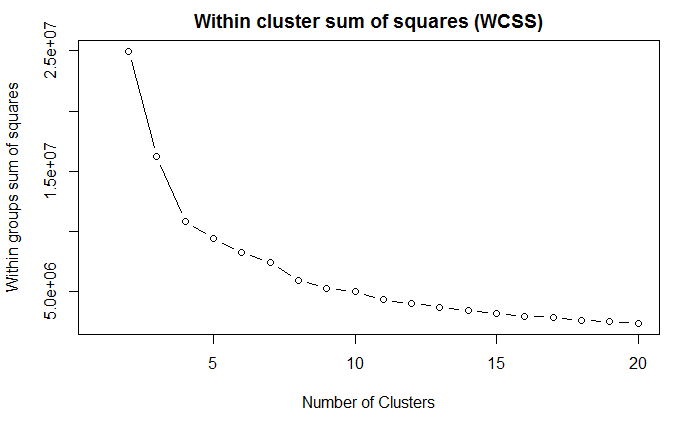 Within cluster sum of squares (WCSS)
Within groups sum of squares
2.5e+07
1.5e+07
5.0e+06
5 10 15 20
Number of Clusters